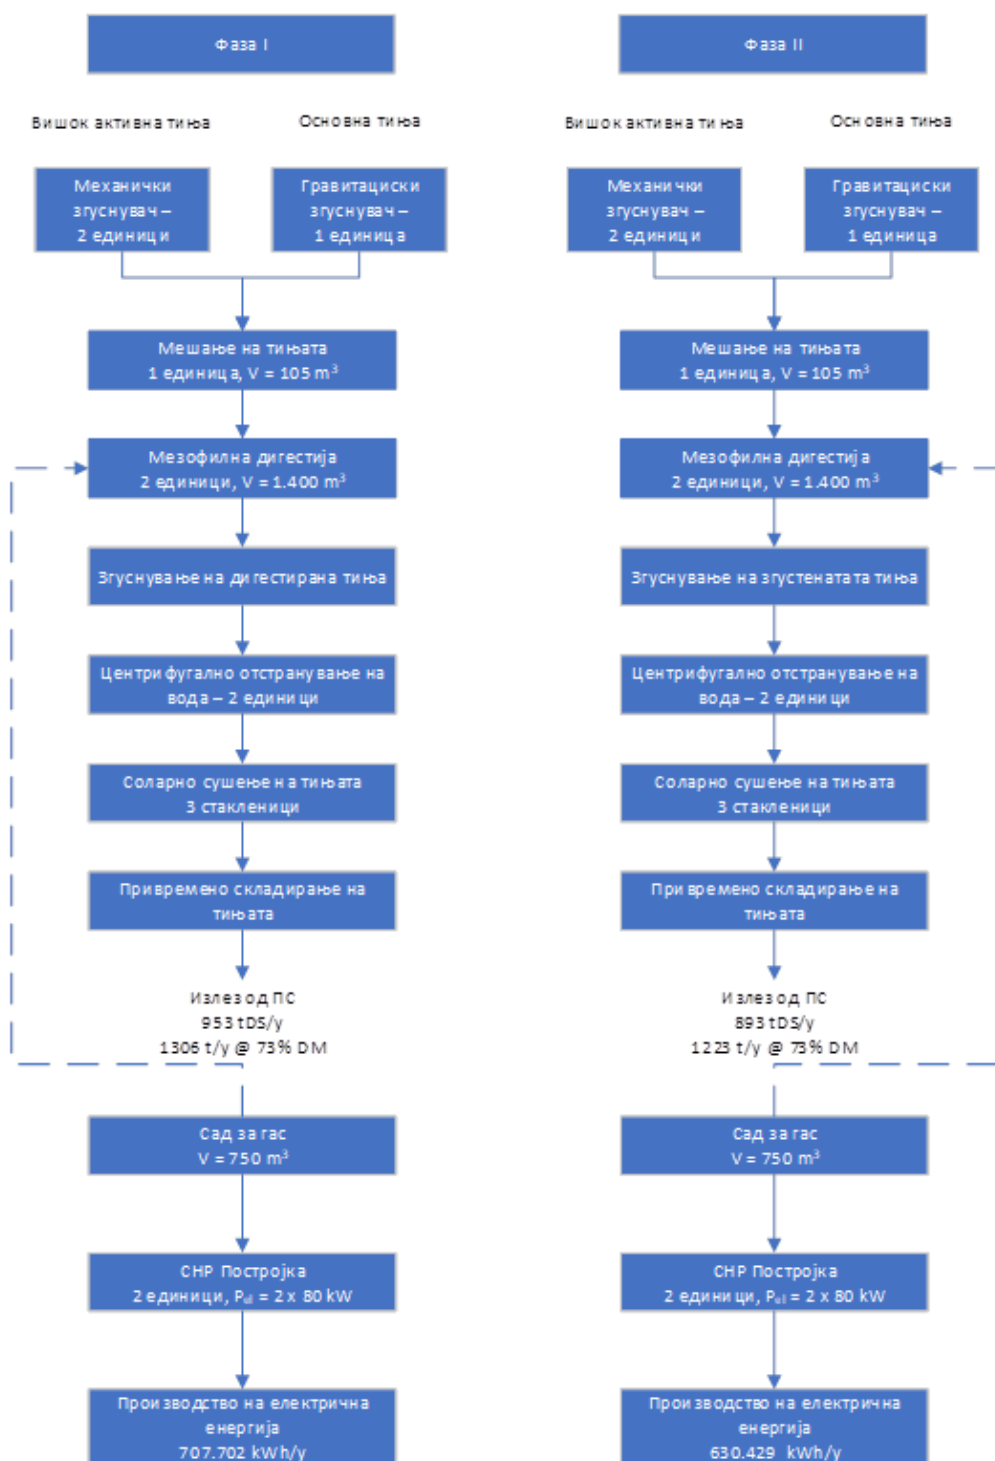 Фаза I
Вишок активна тиња
Основна тиња
Механички
згуснувач –
2 единици
Гравитациски
згуснувач –
1 единица
Мешање на тињата
1 единица, V = 105 m³
Мезофилна дигестија
2 единици, V = 1.400 m³
Згуснување на дигестирана тиња
Центрифугално отстранување на
вода – 2 единици
Соларно сушење на тињата
3 стакленици
Привремено складирање на
тињата
Излез од ПС
953 tDS/y
1306 t/y @ 73% DM
Сад за гас
V = 750 m³
CHP Постројка
2 единици, Pel = 2 x 80 kW
Производство на електрична
енергија
707.702 kWh/y
Фаза II
Вишок активна тиња
Основна тиња
Механички
згуснувач –
2 единици
Гравитациски
згуснувач –
1 единица
Мешање на тињата
1 единица, V = 105 m³
Мезофилна дигестија
2 единици, V = 1.400 m³
Згуснување на згустенатата тиња
Центрифугално отстранување на
вода – 2 единици
Соларно сушење на тињата
3 стакленици
Привремено складирање на
тињата
Излез од ПС
893 tDS/y
1223 t/y @ 73% DM
Сад за гас
V = 750 m³
CHP Постројка
2 единици, Pel = 2 x 80 kW
Производство на електрична
енергија
630.429 kWh/y